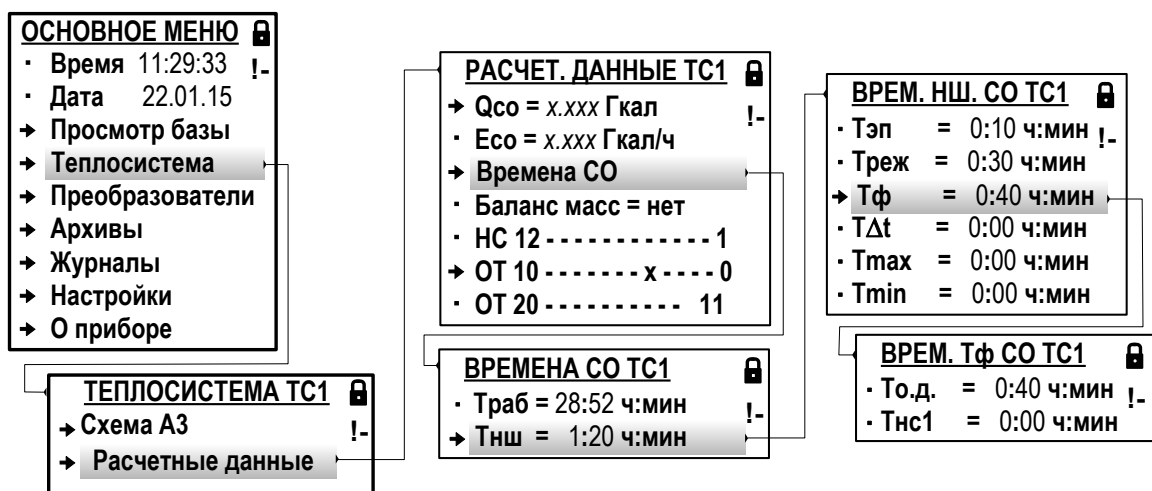 ОСНОВНОЕ МЕНЮ
· Время 11:29:33 !-
· Дата 22.01.15
→ Просмотр базы
→ Теплосистема
→ Преобразователи
→ Архивы
→ Журналы
→ Настройки
→ О приборе
ТЕПЛОСИСТЕМА ТС1
→ Схема А3 !-
→ Расчетные данные
РАСЧЕТ. ДАННЫЕ ТС1
→ Qсо = x.xxx Гкал !-
· Eсо = x.xxx Гкал/ч
→ Времена СО
· Баланс масс = нет
· НС 12 - - - - - - - - - - - - 1
→ ОТ 10 - - - - - - - x - - - - 0
· ОТ 20 - - - - - - - - - - 11
ВРЕМЕНА СО ТС1
· Траб = 28:52 ч:мин !-
→ Тнш = 1:20 ч:мин
ВРЕМ. НШ. СО ТС1
· Тэп = 0:10 ч:мин !-
· Треж = 0:30 ч:мин
→ Тф = 0:40 ч:мин
· ТΔt = 0:00 ч:мин
· Tmax = 0:00 ч:мин
· Tmin = 0:00 ч:мин
ВРЕМ. Тф СО ТС1
· То.д. = 0:40 ч:мин !-
· Тнс1 = 0:00 ч:мин